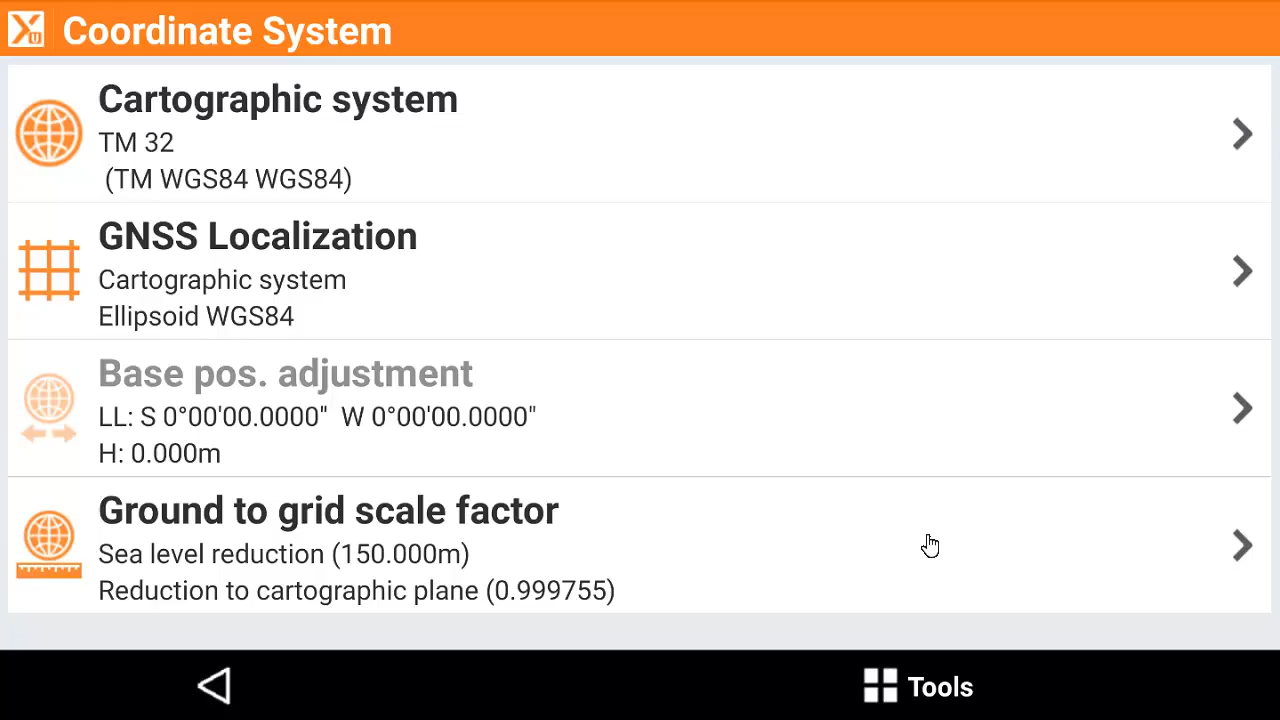 Coordinate System
Cartographic system
TM 32
(TM WGS84 WGS84)
GNSS Localization
Cartographic system
Ellipsoid WGS84
Base pos. adjustment
LL: S 0°00'00.0000" W 0°00'00.0000"
H: 0.000m
Ground to grid scale factor
Sea level reduction (150.000m)
Reduction to cartographic plane (0.999755)
Tools